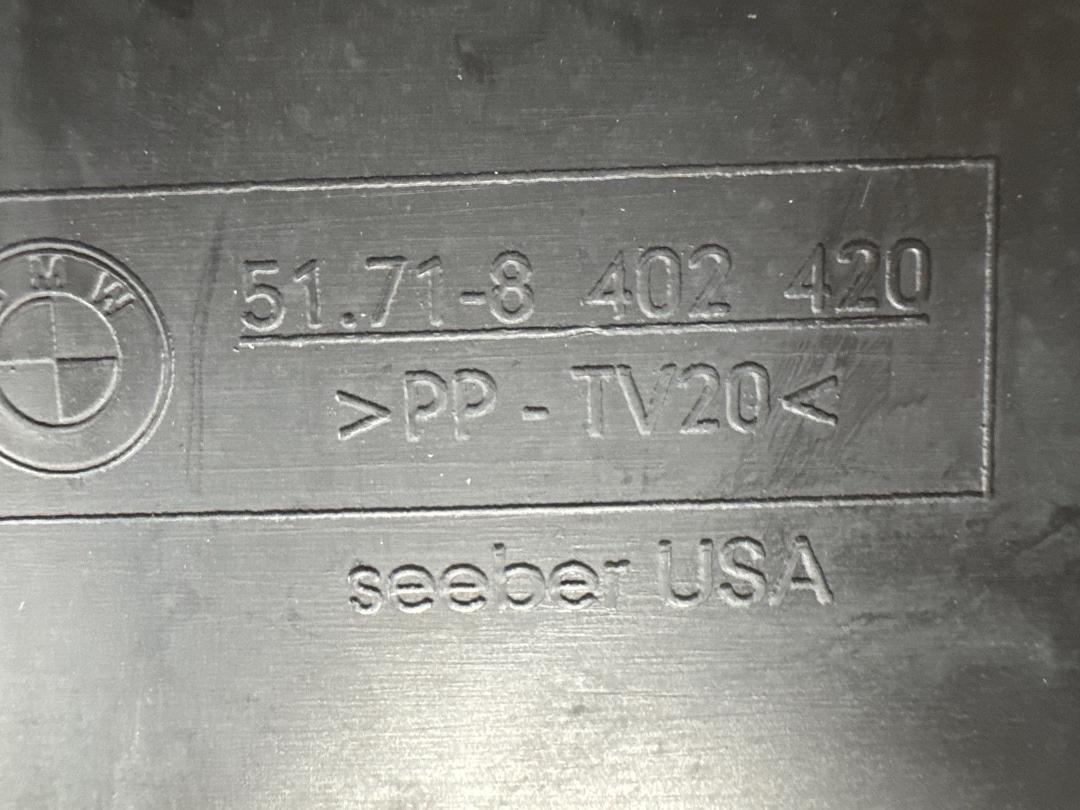 BMW
51.71-8 402 420
>PP - TV20<
seeber USA